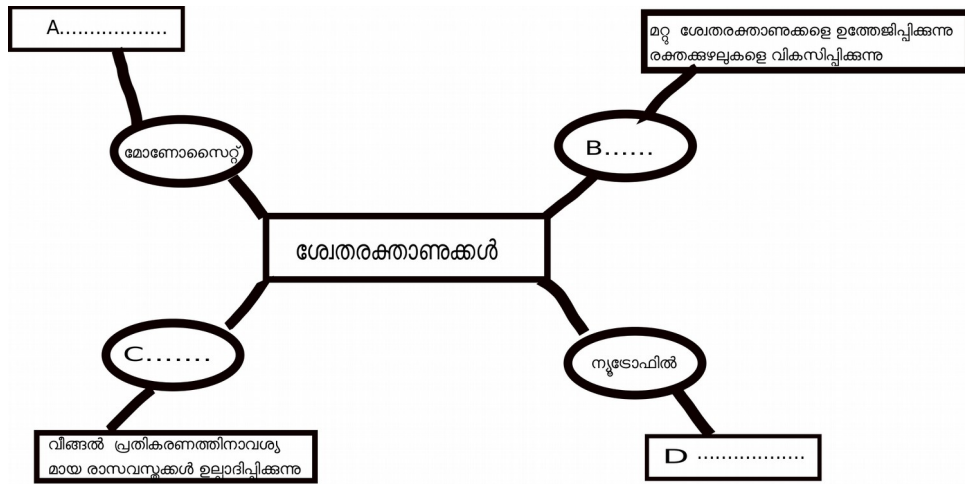 A..................
മറ്റു ശ്വേതരക്താണുക്കളെ ഉത്തേജിപ്പിക്കുന്നു
രക്തക്കുഴലുകളെ വികസിപ്പിക്കുന്നു
മോണോസൈറ്റ്
B......
ശ്വേതരക്താണുക്കൾ
C.......
ന്യൂട്രോഫിൽ
വീങ്ങൽ പ്രതികരണത്തിനാവശ്യ
മായ രാസവസ്തുക്കൾ ഉല്പാദിപ്പിക്കുന്നു
D ..................